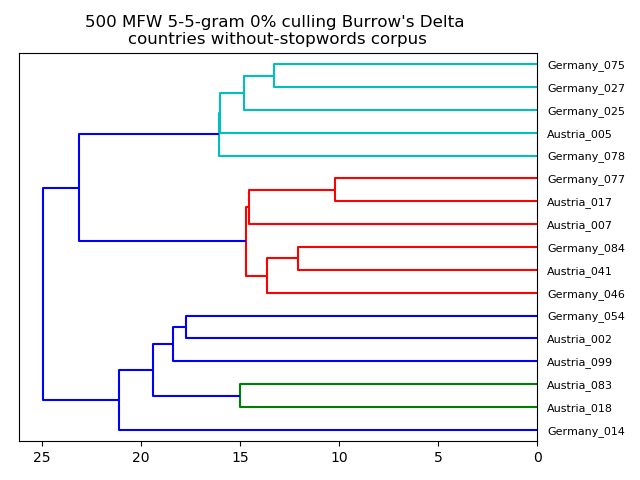 500 MFW 5-5-gram 0% culling Burrow's Delta
countries without-stopwords corpus
Germany_075
Germany_027
Germany_025
Austria_005
Germany_078
Germany_077
Austria_017
Austria_007
Germany_084
Austria_041
Germany_046
Germany_054
Austria_002
Austria_099
Austria_083
Austria_018
Germany_014
25 20 15 10 5 0